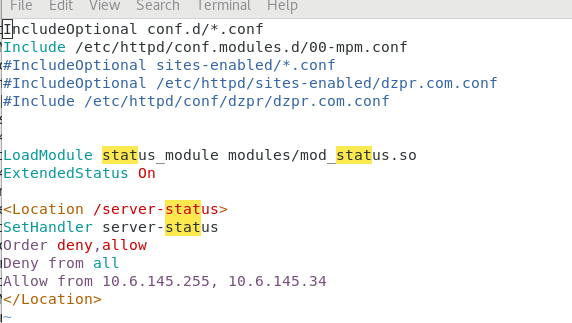 File Edit View Search Terminal Help
IncludeOptional conf.d/*.conf
Include /etc/httpd/conf.modules.d/00-mpm.conf
#IncludeOptional sites-enabled/*.conf
#IncludeOptional /etc/httpd/sites-enabled/dzpr.com.conf
#Include /etc/httpd/conf/dzpr/dzpr.com.conf
LoadModule status_module modules/mod_status.so
ExtendedStatus On
<Location /server-status>
SetHandler server-status
Order deny,allow
Deny from all
Allow from 10.6.145.255, 10.6.145.34
</Location>
~